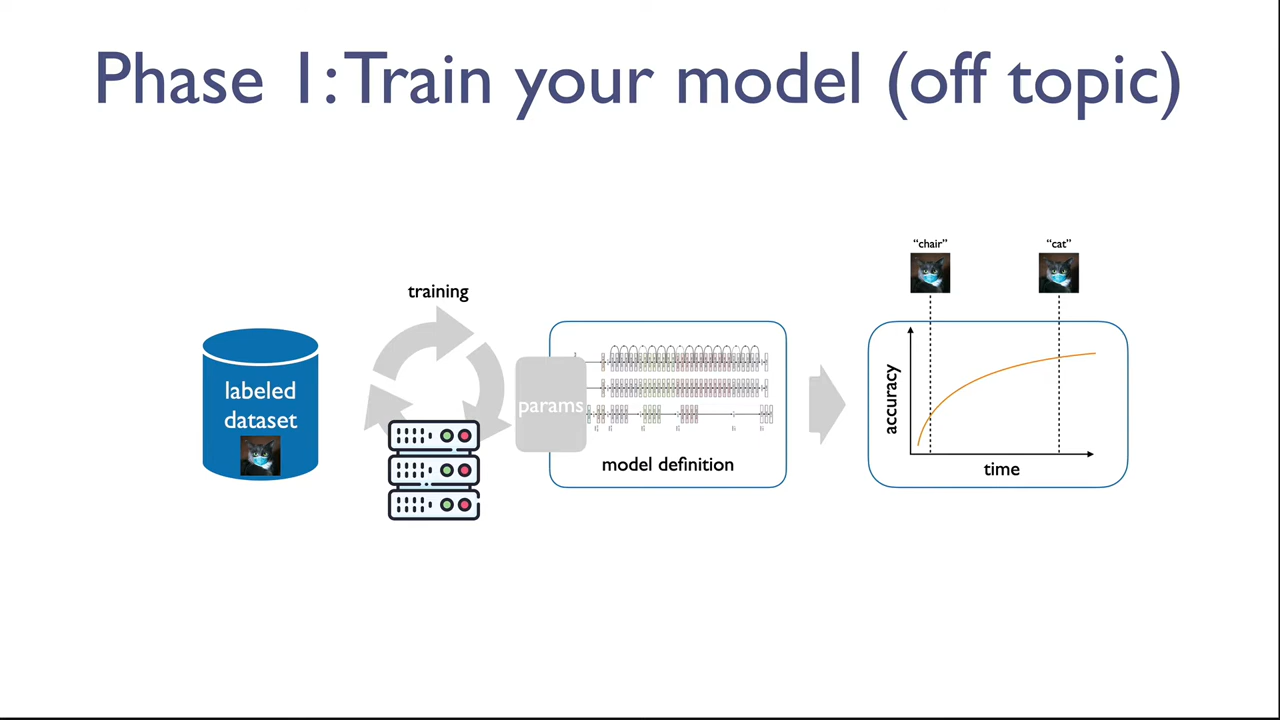 Phase 1: Train your model (off topic)
“chair”
“cat”
training
labeled
dataset
params
model definition
accuracy
time